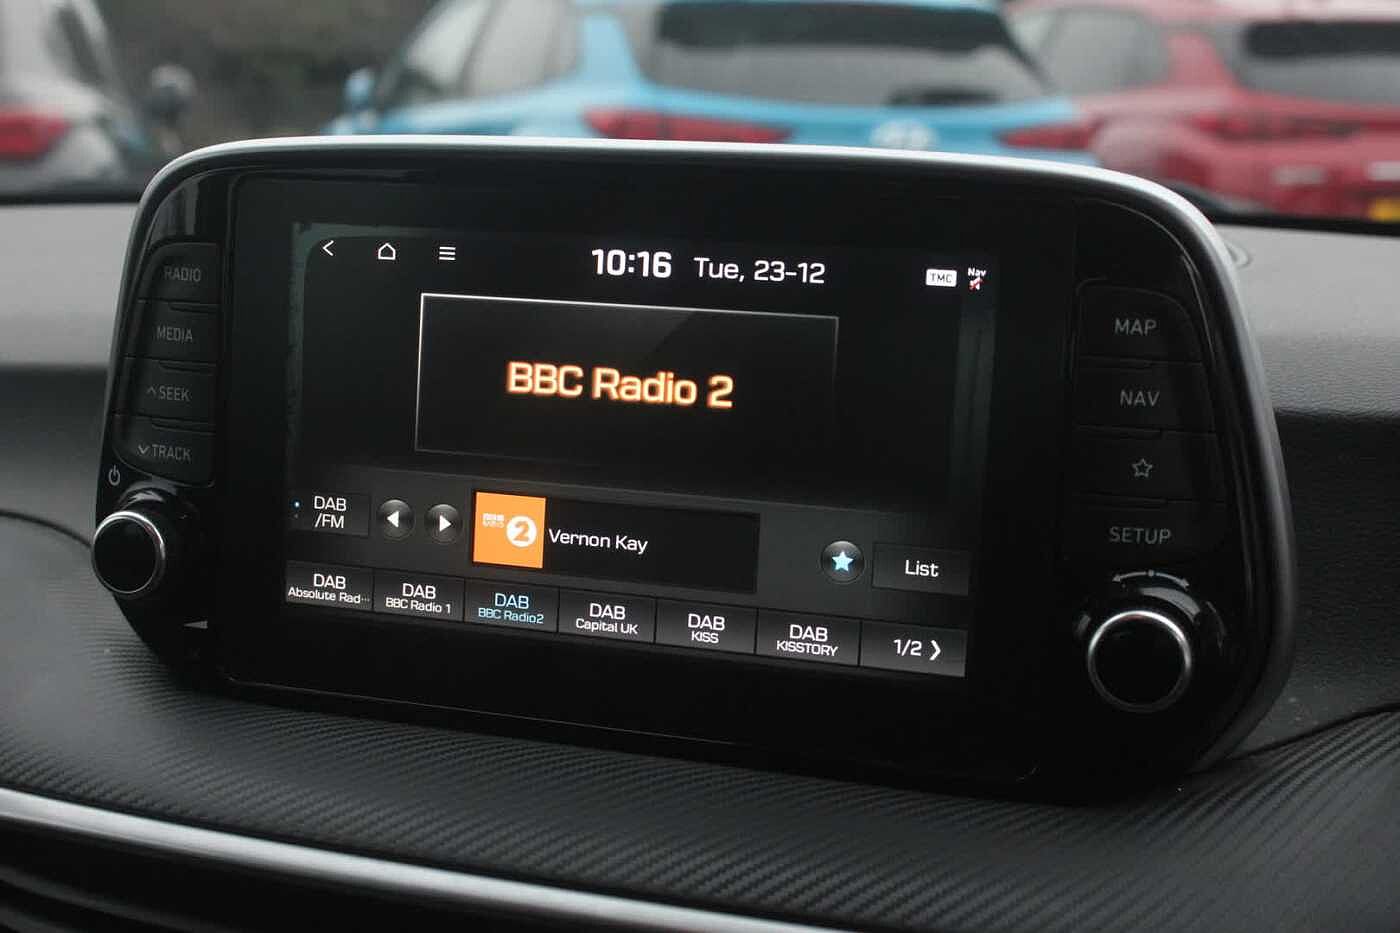 RADIO
MEDIA
SEEK
TRACK
10:16 Tue, 23-12
TMC
Nav
BBC Radio 2
DAB
/FM
2
Vernon Kay
List
DAB
Absolute Rad...
DAB
BBC Radio 1
DAB
BBC Radio2
DAB
Capital UK
DAB
KISS
DAB
KISSTORY
1/2
MAP
NAV
SETUP